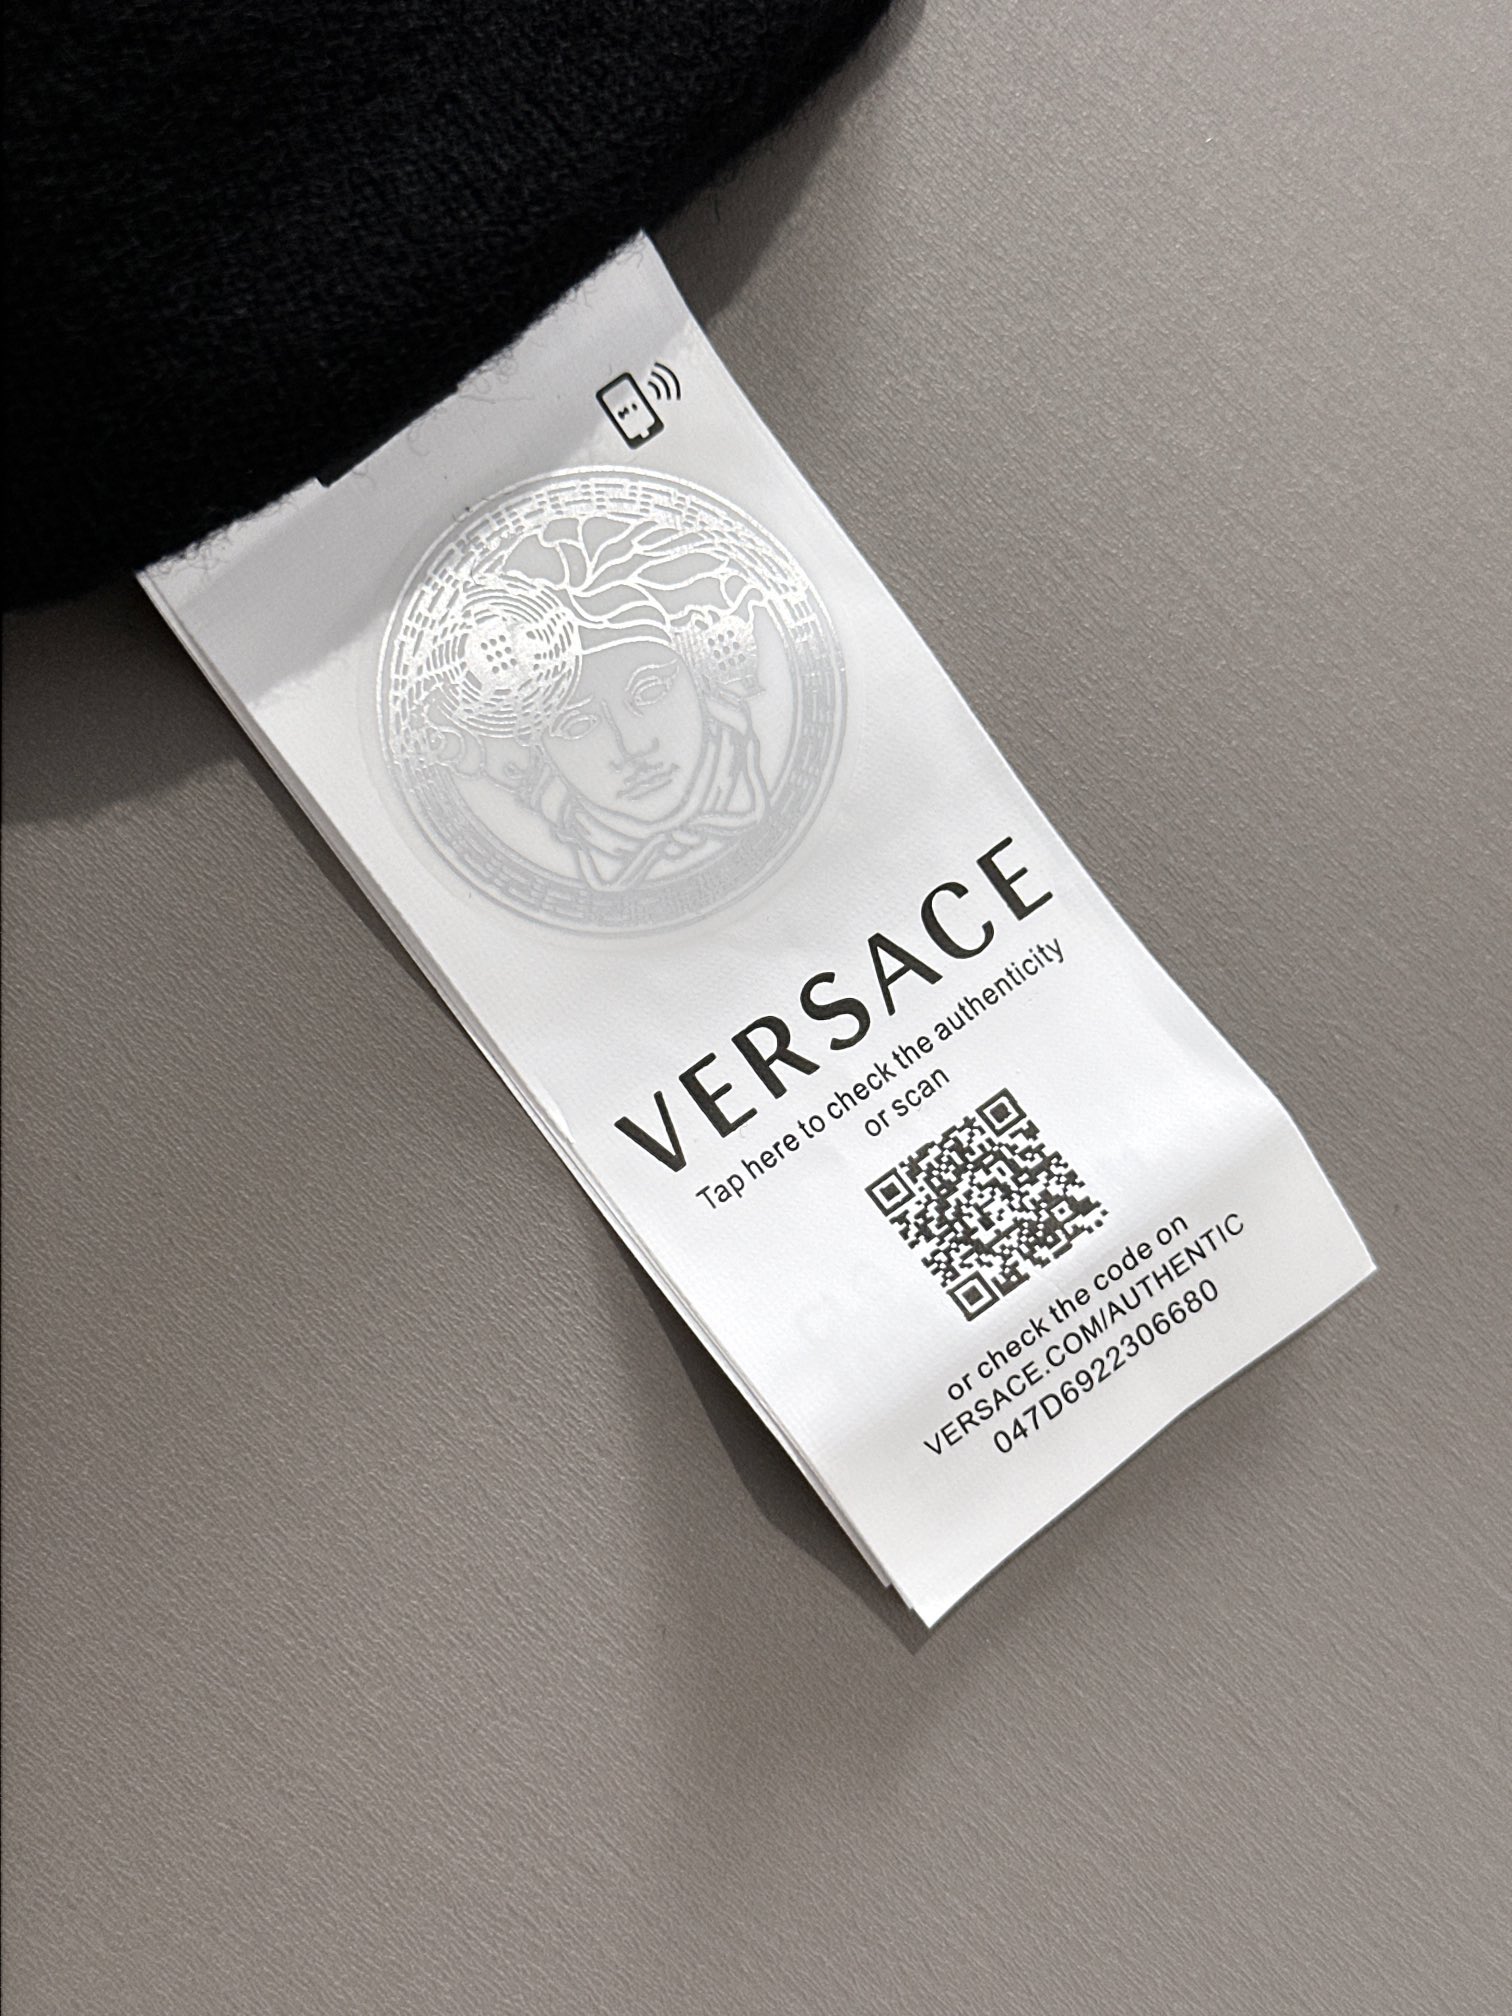 VERSACE
Tap here to check the authenticity
or scan
or check the code on
VERSACE.COM/AUTHENTIC
047D6922306680